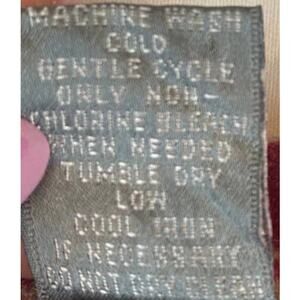 MACHINE WASH
COLD
GENTLE CYCLE
ONLY NON-
CHLORINE BLEACH
WHEN NEEDED
TUMBLE DRY
LOW
COOL IRON
IF NECESSARY
DO NOT DRY CLEAN